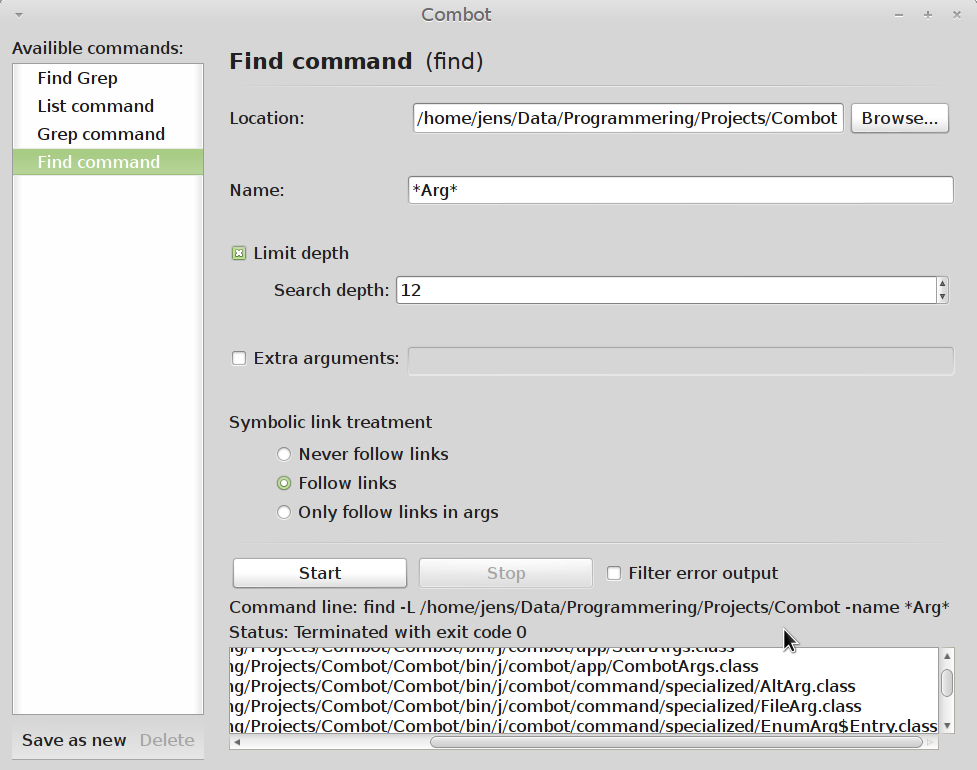 Combot
Availible commands:
Find Grep
List command
Grep command
Find command
Save as new Delete
Find command (find)
Location: /home/jens/Data/Programmering/Projects/Combot Browse...
Name: *Arg*
Limit depth
Search depth: 12
Extra arguments:
Symbolic link treatment
Never follow links
Follow links
Only follow links in args
Start Stop Filter error output
Command line: find -L /home/jens/Data/Programmering/Projects/Combot -name *Arg*
Status: Terminated with exit code 0
ng/Projects/Combot/Combot/bin/j/combot/app/StartArgs.class
ng/Projects/Combot/Combot/bin/j/combot/app/CombotArgs.class
ng/Projects/Combot/Combot/bin/j/combot/command/specialized/AltArg.class
ng/Projects/Combot/Combot/bin/j/combot/command/specialized/FileArg.class
ng/Projects/Combot/Combot/bin/j/combot/command/specialized/EnumArg$Entry.class